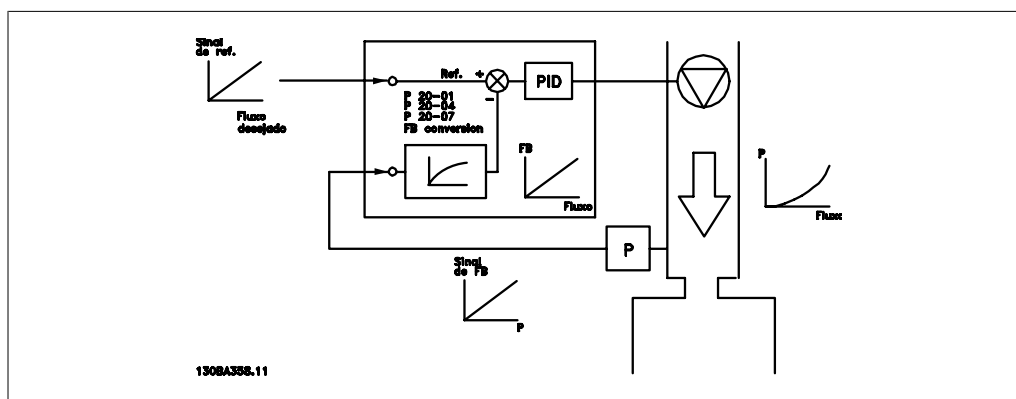 Sinal
de ref.
Fluxo
desejado
Ref. +
-
P 20-01
P 20-04
P 20-07
FB conversion
PID
FB
Fluxo
P
Fluxo
P
Sinal
de FB
P
130BA358.11